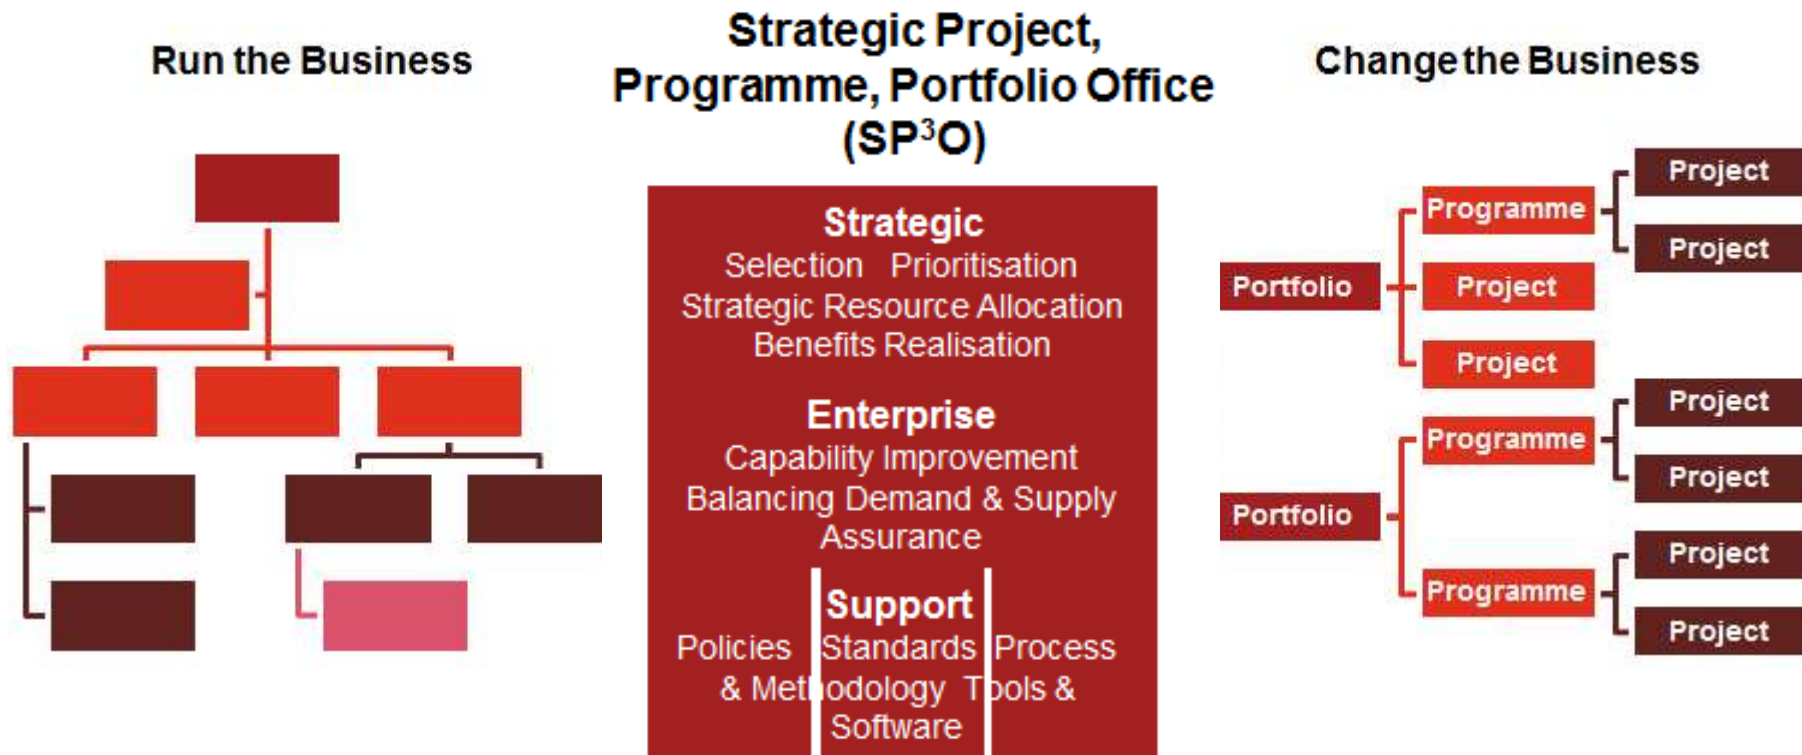 Run the Business
Strategic Project,
Programme, Portfolio Office
(SP³O)
Change the Business
Strategic
Selection Prioritisation
Strategic Resource Allocation
Benefits Realisation
Enterprise
Capability Improvement
Balancing Demand & Supply
Assurance
Support
Policies Standards Process
& Methodology Tools &
Software
Portfolio
Programme
Project
Project
Project
Project
Portfolio
Programme
Project
Project
Programme
Project
Project